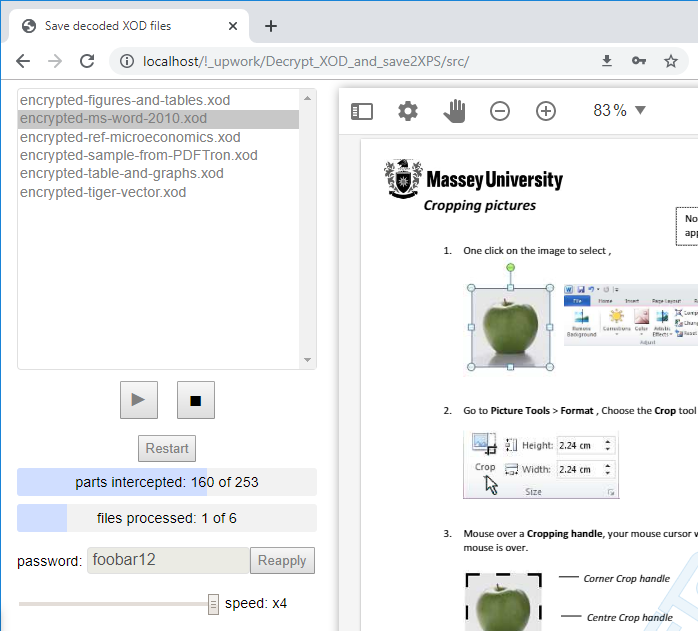 Save decoded XOD files
localhost/!_upwork/Decrypt_XOD_and_save2XPS/src/
encrypted-figures-and-tables.xod
encrypted-ms-word-2010.xod
encrypted-ref-microeconomics.xod
encrypted-sample-from-PDFTron.xod
encrypted-table-and-graphs.xod
encrypted-tiger-vector.xod
Restart
parts intercepted: 160 of 253
files processed: 1 of 6
password: foobar12 Reapply
speed: x4
83 %
Massey University
Cropping pictures
No
app
1. One click on the image to select ,
File Home Insert Page Layout
Remove Background Corrections Color Artistic Effects
Adjust
2. Go to Picture Tools > Format , Choose the Crop tool
Crop
Height: 2.24 cm
Width: 2.24 cm
Size
3. Mouse over a Cropping handle, your mouse cursor
mouse is over.
Corner Crop handle
Centre Crop handle